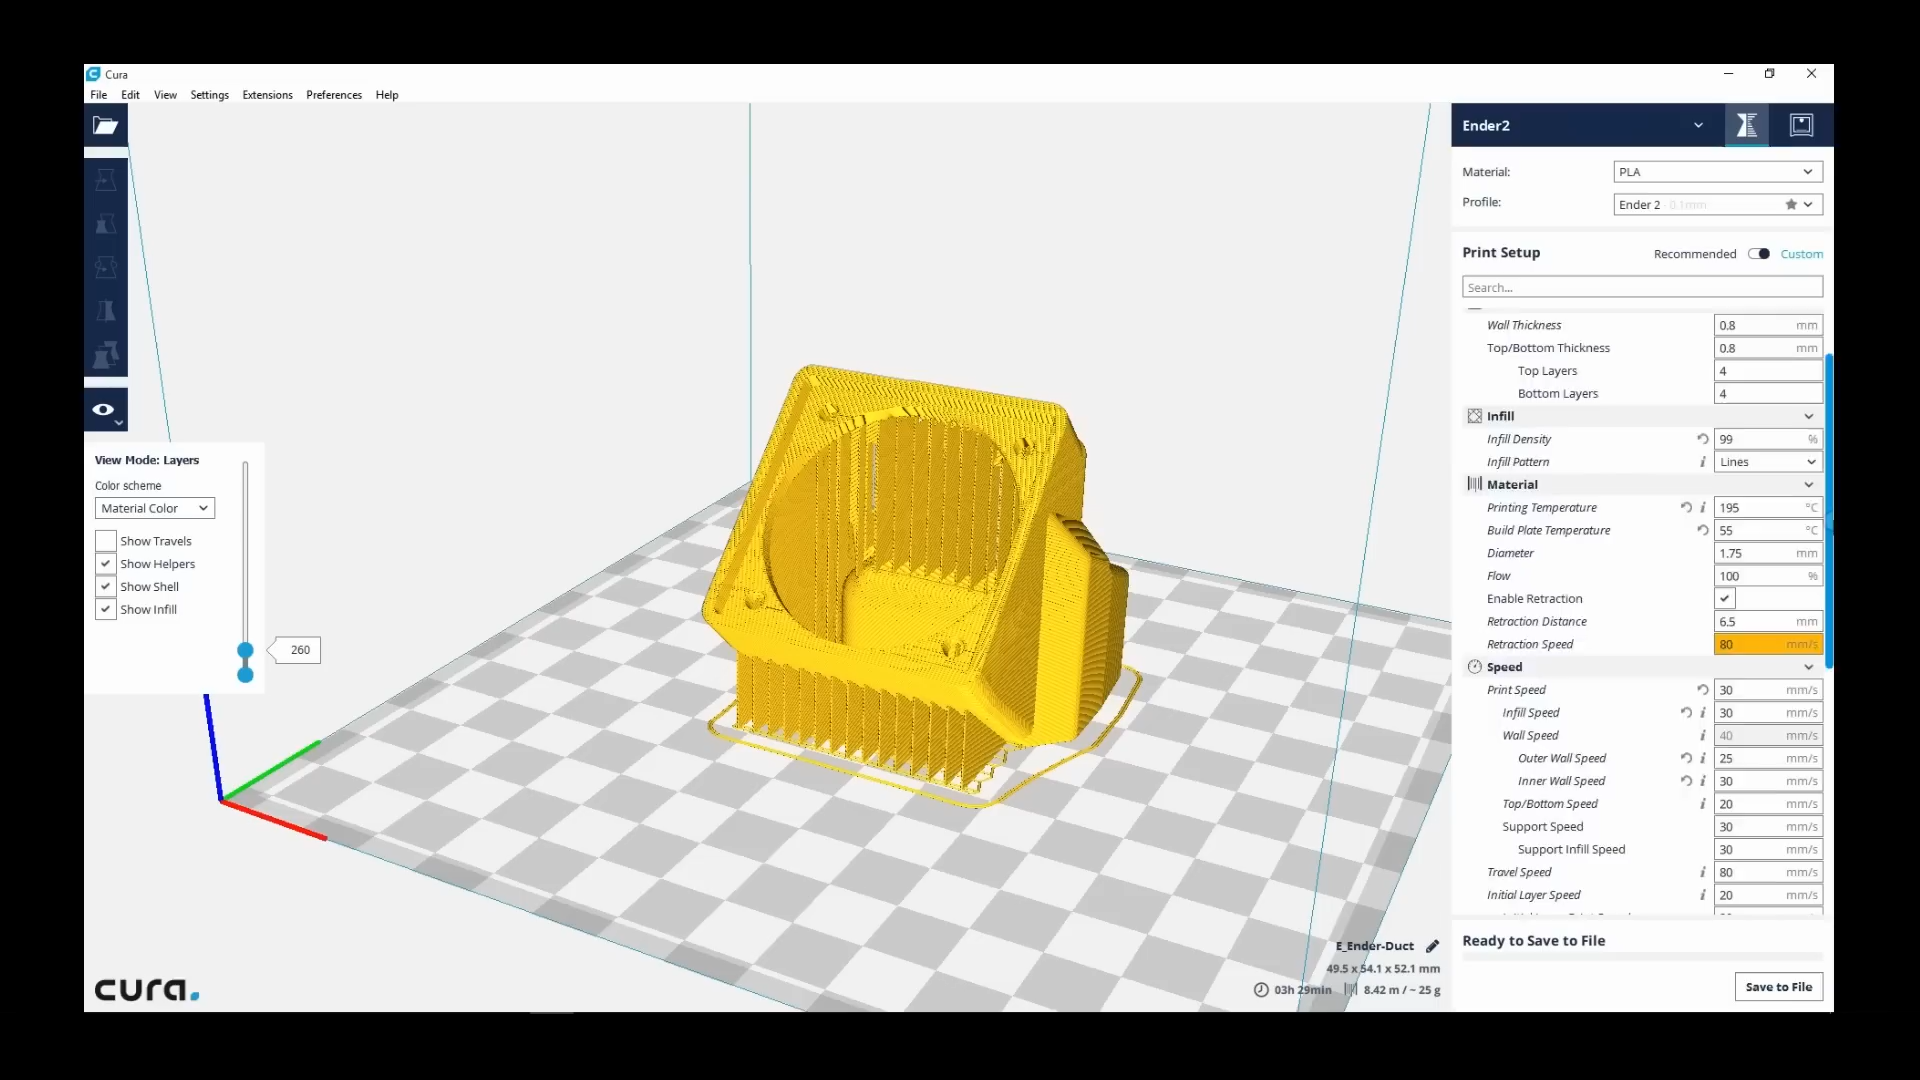 Cura
File Edit View Settings Extensions Preferences Help
Ender2
Material: PLA
Profile: Ender 2 - 0.1mm
Print Setup Recommended Custom
Search...
Wall Thickness 0.8 mm
Top/Bottom Thickness 0.8 mm
Top Layers 4
Bottom Layers 4
Infill
Infill Density 99 %
Infill Pattern i Lines
Material
Printing Temperature i 195 °C
Build Plate Temperature 55 °C
Diameter 1.75 mm
Flow 100 %
Enable Retraction
Retraction Distance 6.5 mm
Retraction Speed 80 mm/s
Speed
Print Speed 30 mm/s
Infill Speed i 30 mm/s
Wall Speed i 40 mm/s
Outer Wall Speed i 25 mm/s
Inner Wall Speed i 30 mm/s
Top/Bottom Speed i 20 mm/s
Support Speed 30 mm/s
Support Infill Speed 30 mm/s
Travel Speed i 80 mm/s
Initial Layer Speed i 20 mm/s
Ready to Save to File
Save to File
View Mode: Layers
Color scheme
Material Color
Show Travels
Show Helpers
Show Shell
Show Infill
260
E_Ender-Duct
49.5 x 54.1 x 52.1 mm
03h 29min 8.42 m / ~ 25 g
cura.